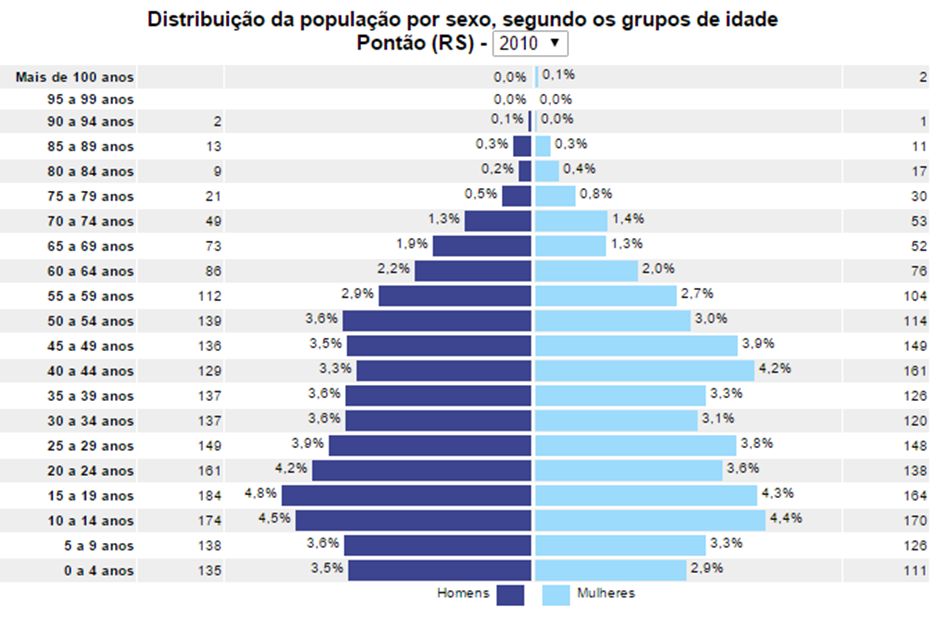 Distribuição da população por sexo, segundo os grupos de idade
Pontão (RS) - 2010 ▼
Mais de 100 anos 0,0% 0,1% 2
95 a 99 anos 0,0% 0,0%
90 a 94 anos 2 0,1% 0,0% 1
85 a 89 anos 13 0,3% 0,3% 11
80 a 84 anos 9 0,2% 0,4% 17
75 a 79 anos 21 0,5% 0,8% 30
70 a 74 anos 49 1,3% 1,4% 53
65 a 69 anos 73 1,9% 1,3% 52
60 a 64 anos 86 2,2% 2,0% 76
55 a 59 anos 112 2,9% 2,7% 104
50 a 54 anos 139 3,6% 3,0% 114
45 a 49 anos 136 3,5% 3,9% 149
40 a 44 anos 129 3,3% 4,2% 161
35 a 39 anos 137 3,6% 3,3% 126
30 a 34 anos 137 3,6% 3,1% 120
25 a 29 anos 149 3,9% 3,8% 148
20 a 24 anos 161 4,2% 3,6% 138
15 a 19 anos 184 4,8% 4,3% 164
10 a 14 anos 174 4,5% 4,4% 170
5 a 9 anos 138 3,6% 3,3% 126
0 a 4 anos 135 3,5% 2,9% 111
Homens Mulheres